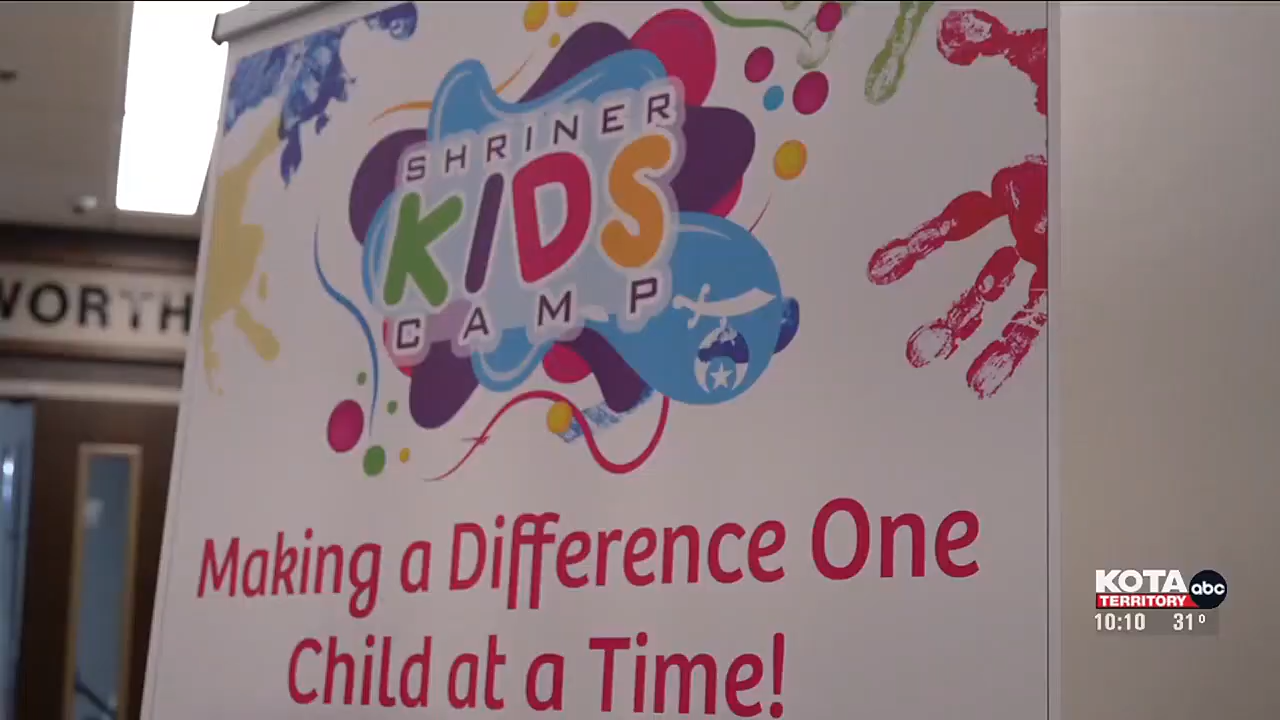 SHRINER
KIDS
CAMP
WORTH
Making a Difference One
Child at a Time!
KOTA abc
TERRITORY
10:10 31°